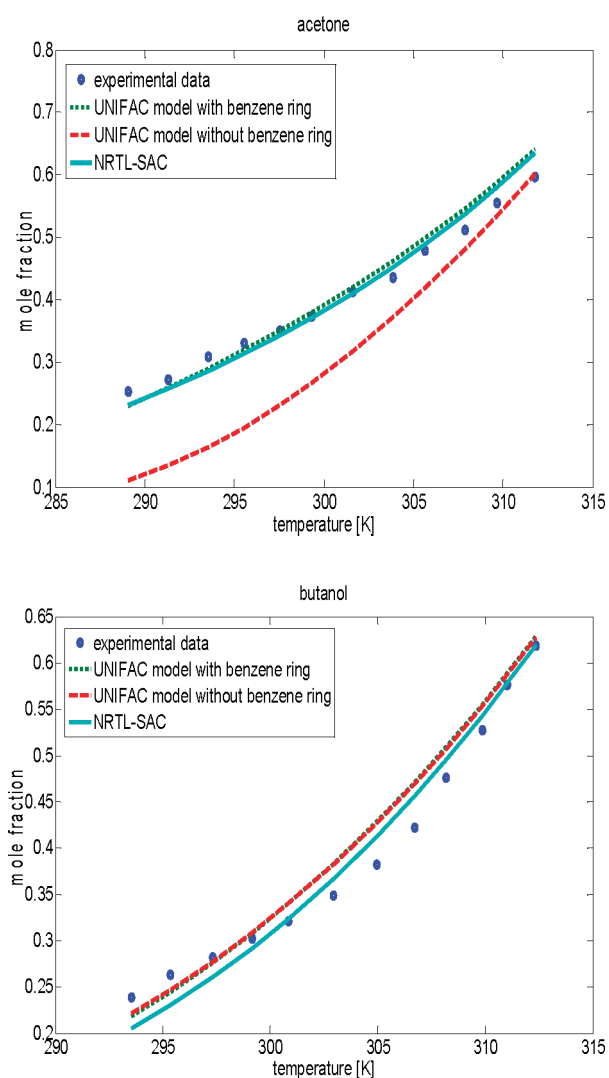 acetone
0.8
0.7
0.6
0.5
0.4
0.3
0.2
0.1
mole fraction
experimental data
UNIFAC model with benzene ring
UNIFAC model without benzene ring
NRTL-SAC
285 290 295 300 305 310 315
temperature [K]
butanol
0.65
0.6
0.55
0.5
0.45
0.4
0.35
0.3
0.25
0.2
mole fraction
experimental data
UNIFAC model with benzene ring
UNIFAC model without benzene ring
NRTL-SAC
290 295 300 305 310 315
temperature [K]